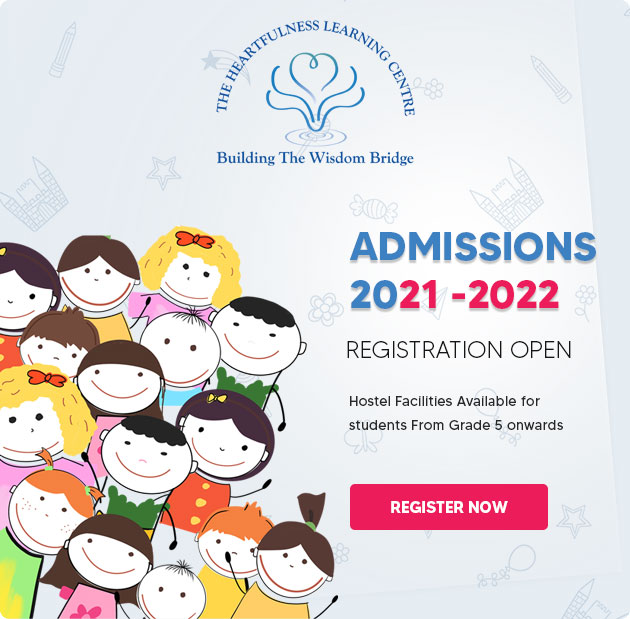 THE HEARTFULNESS LEARNING CENTRE
Building The Wisdom Bridge
ADMISSIONS
2021 -2022
REGISTRATION OPEN
Hostel Facilities Available for
students From Grade 5 onwards
REGISTER NOW